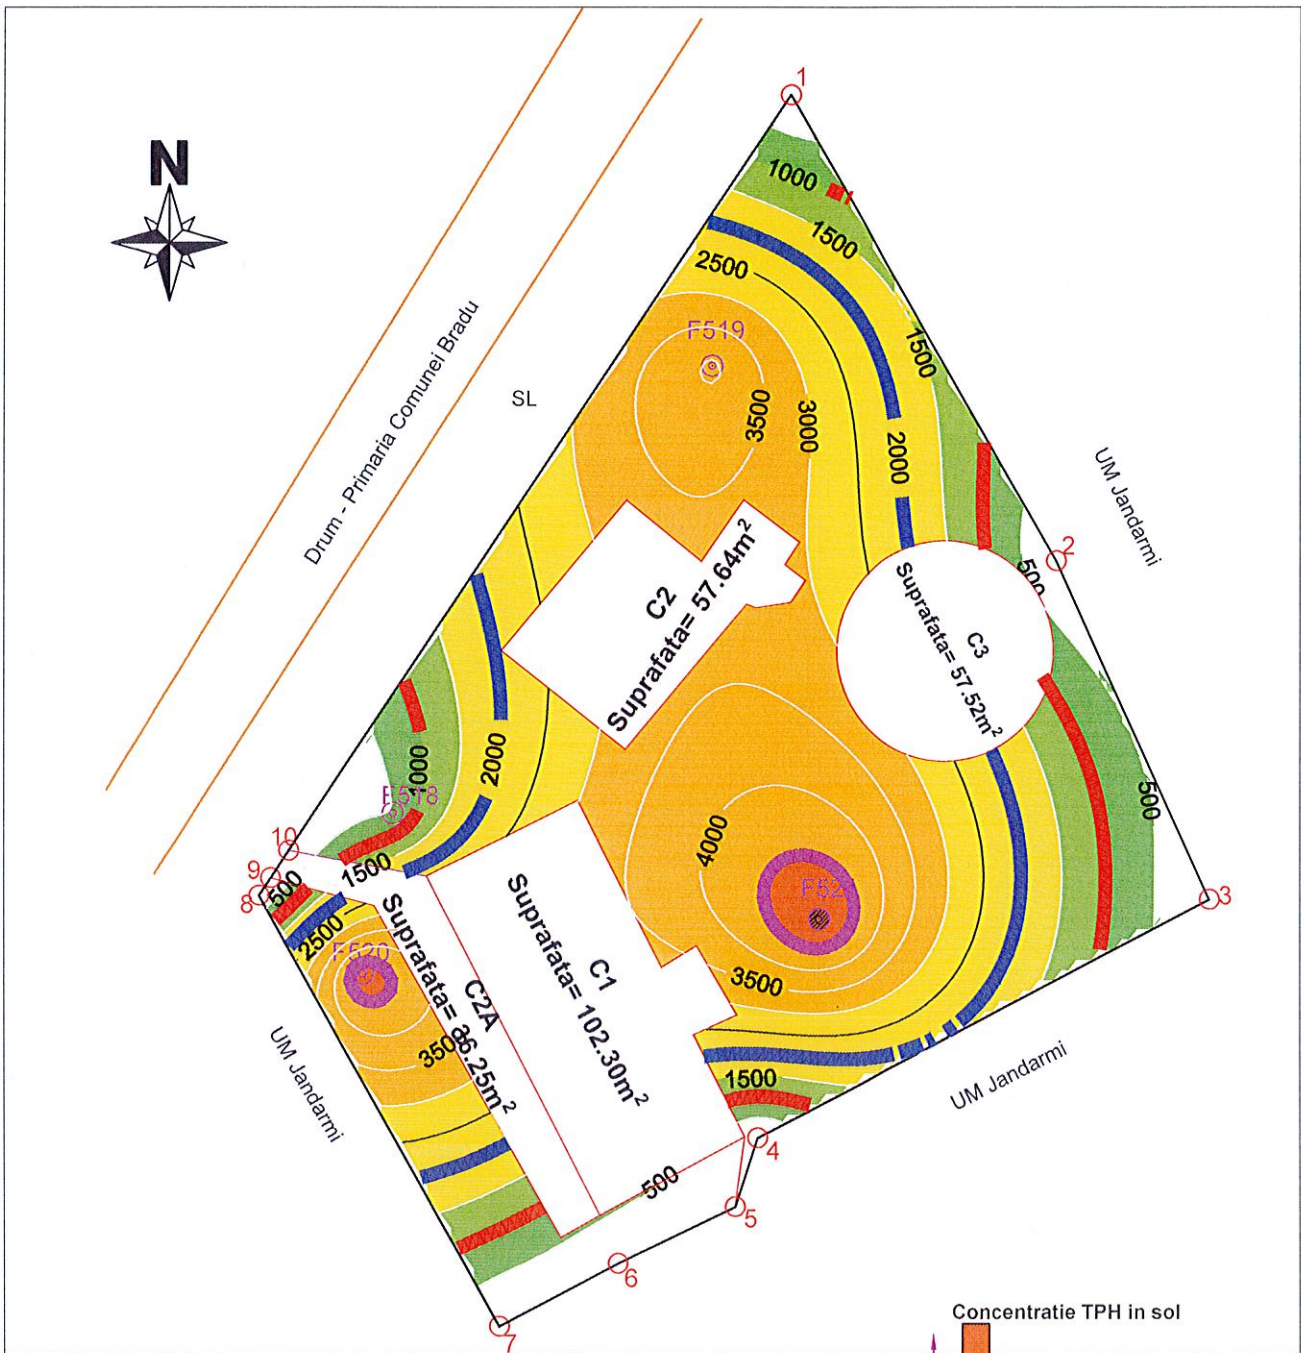 1
N
1000
1500
2500
F519
1500
Drum - Primaria Comunei Bradu
SL
3500
3000
2000
UM Jandarmi
2
500
C2
Suprafata= 57.64m²
C3
Suprafata= 57.52m²
1000
2000
F518
500
10
9
8
500
1500
4000
F52
3
2500
F520
C2A
Suprafata= 36.25m²
C1
Suprafata= 102.30m²
3500
3500
UM Jandarmi
1500
UM Jandarmi
4
500
5
6
7
Concentratie TPH in sol